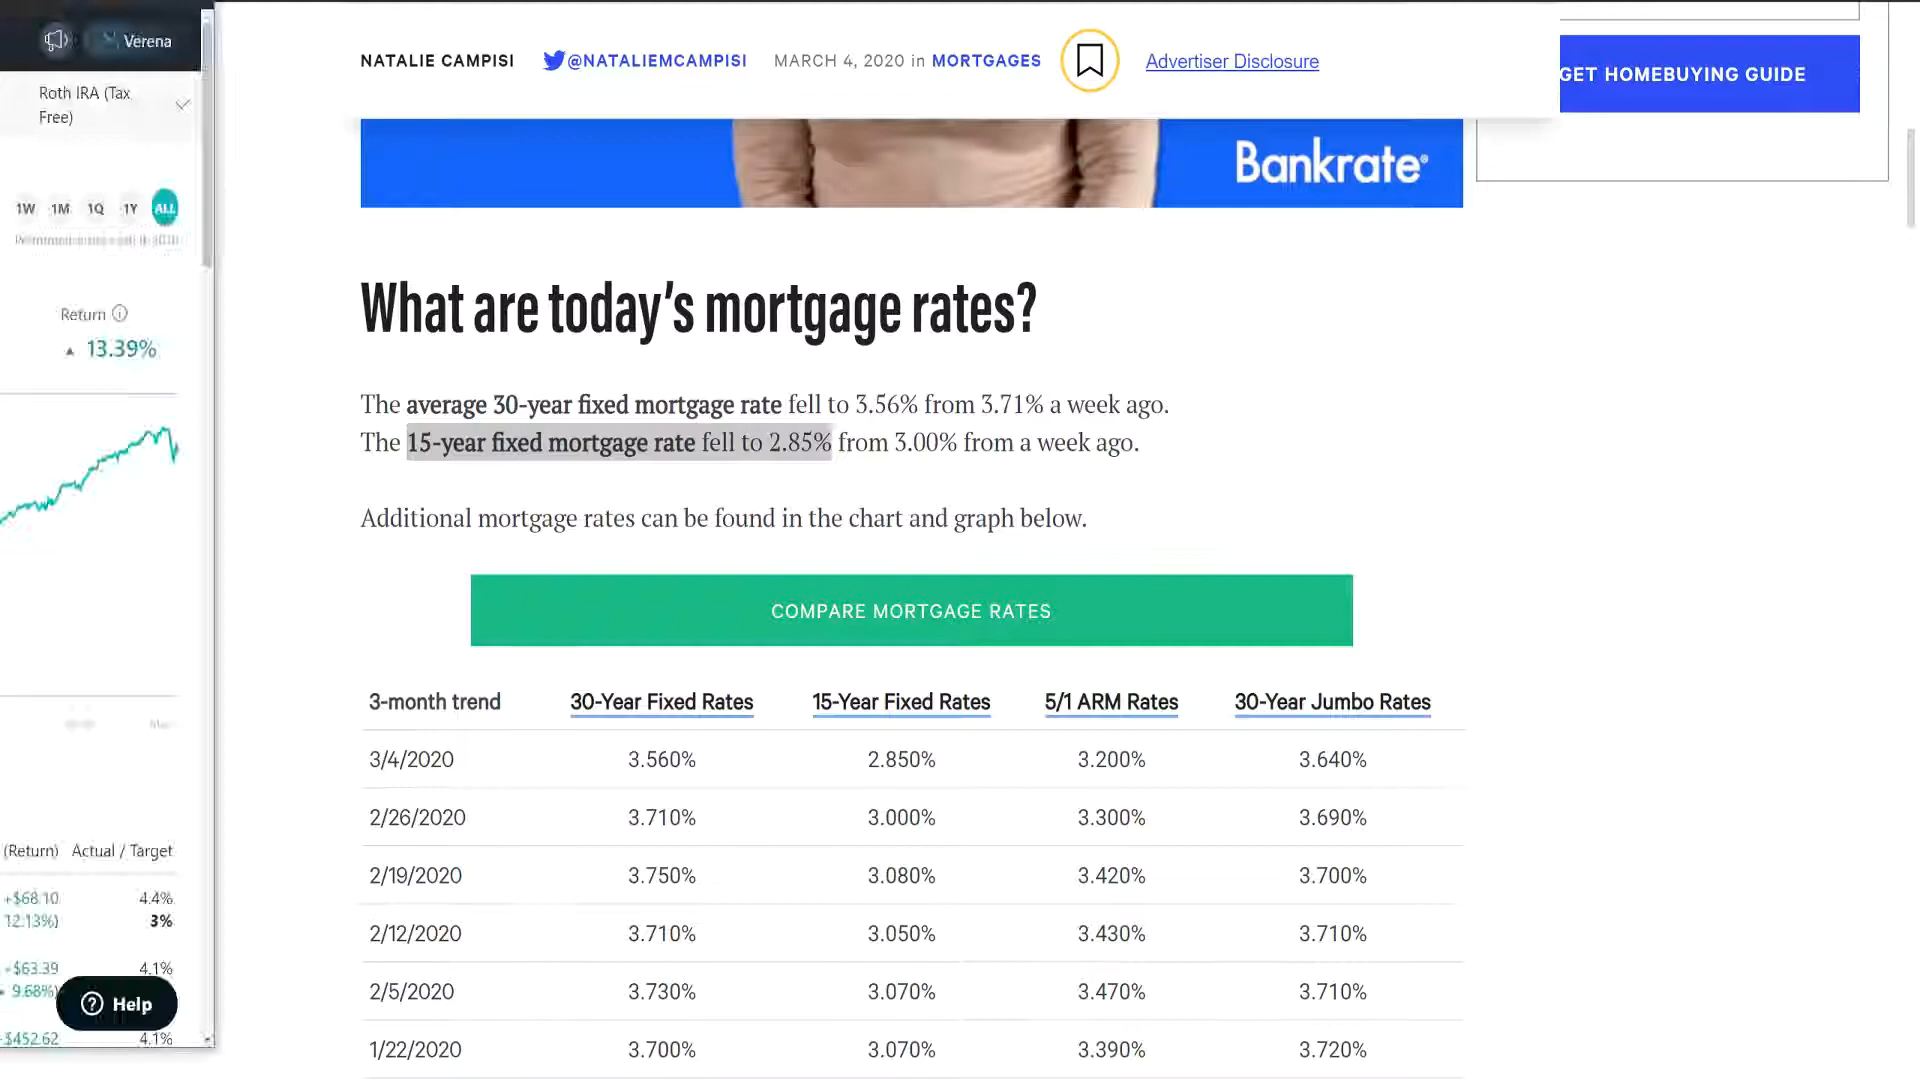 Verena
Roth IRA (Tax
Free)
1W 1M 1Q 1Y ALL
Return
▲ 13.39%
(Return) Actual / Target
+$68.10 4.4%
12.13%) 3%
+$63.39 4.1%
9.68%)
$452.62 4.1%
Help
NATALIE CAMPISI @NATALIEMCAMPISI MARCH 4, 2020 in MORTGAGES Advertiser Disclosure
GET HOMEBUYING GUIDE
Bankrate®
What are today's mortgage rates?
The average 30-year fixed mortgage rate fell to 3.56% from 3.71% a week ago.
The 15-year fixed mortgage rate fell to 2.85% from 3.00% from a week ago.
Additional mortgage rates can be found in the chart and graph below.
COMPARE MORTGAGE RATES
3-month trend 30-Year Fixed Rates 15-Year Fixed Rates 5/1 ARM Rates 30-Year Jumbo Rates
3/4/2020 3.560% 2.850% 3.200% 3.640%
2/26/2020 3.710% 3.000% 3.300% 3.690%
2/19/2020 3.750% 3.080% 3.420% 3.700%
2/12/2020 3.710% 3.050% 3.430% 3.710%
2/5/2020 3.730% 3.070% 3.470% 3.710%
1/22/2020 3.700% 3.070% 3.390% 3.720%